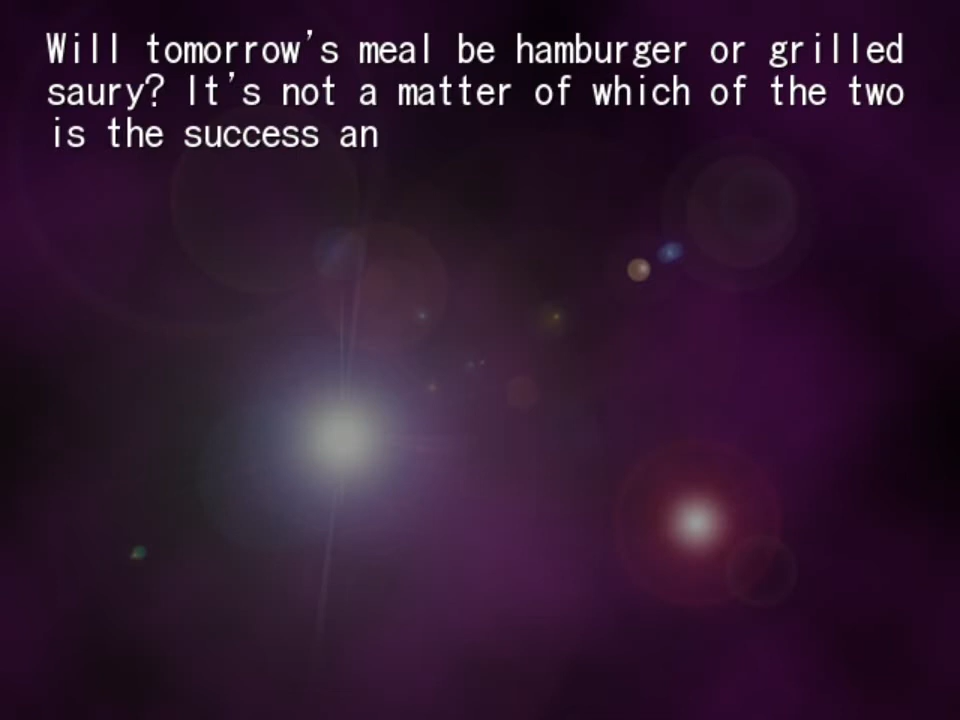 Will tomorrow's meal be hamburger or grilled
saury? It's not a matter of which of the two
is the success an